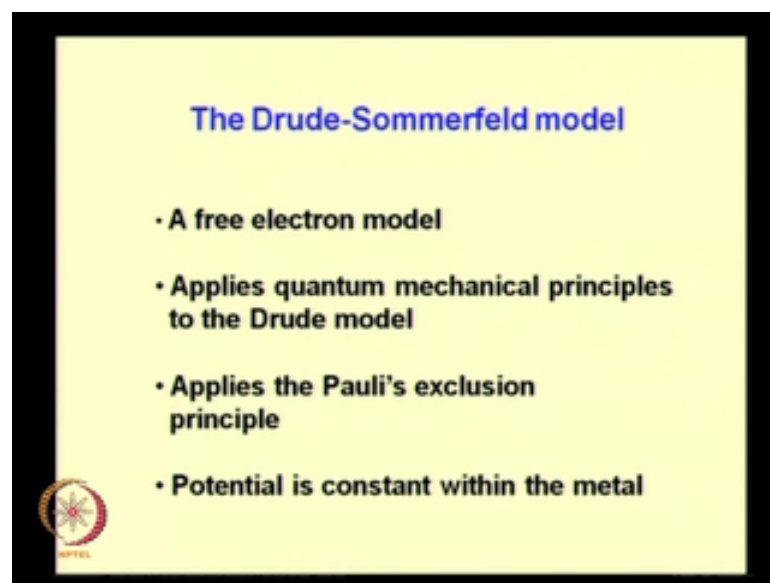 The Drude-Sommerfeld model
· A free electron model
· Applies quantum mechanical principles
to the Drude model
· Applies the Pauli's exclusion
principle
· Potential is constant within the metal
NPTEL